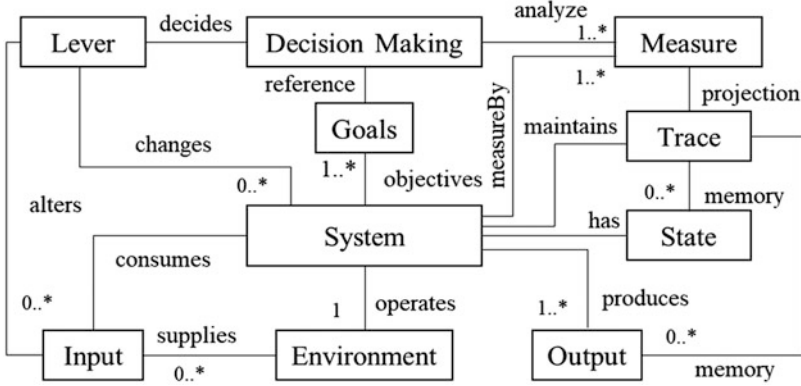 analyze
Lever
decides
Decision Making
1..*
Measure
reference
1..*
projection
Goals
measureBy
maintains
Trace
changes
1..*
objectives
0..*
memory
0..*
alters
System
has
State
consumes
0..*
1
operates
1..*
produces
supplies
0..*
Input
0..*
Environment
Output
memory